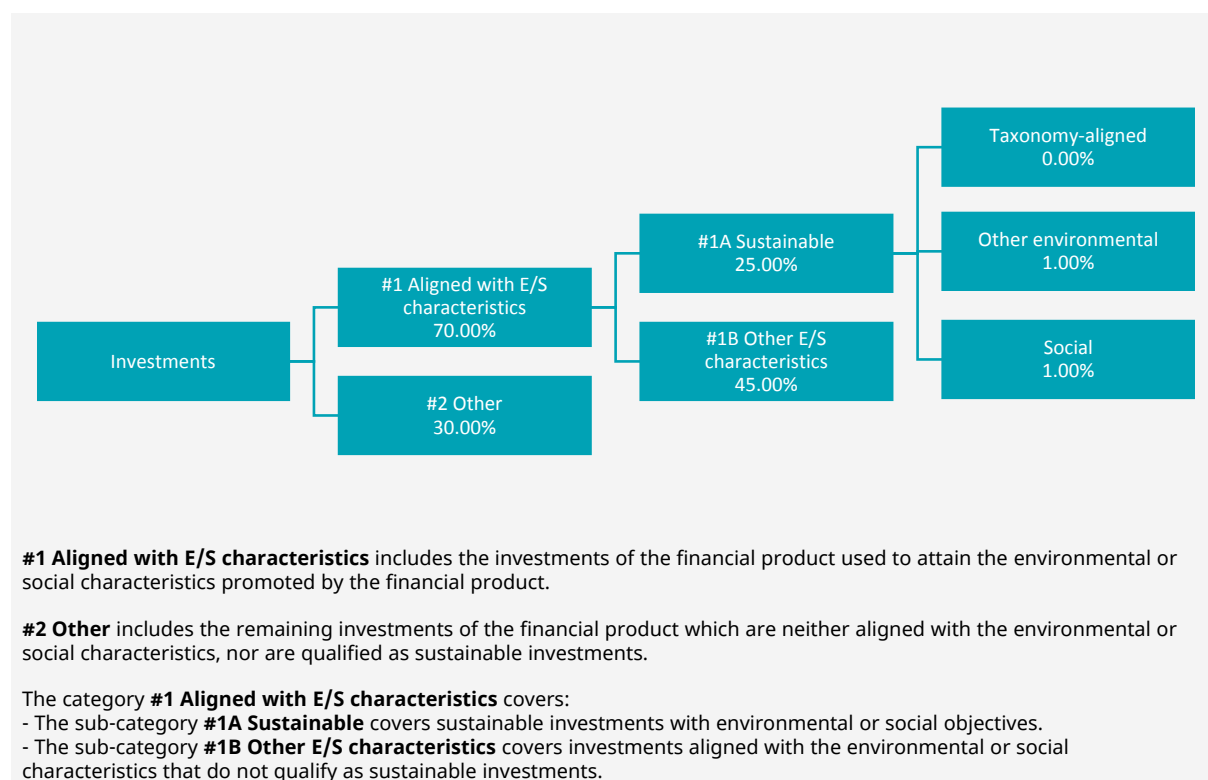 Investments
#1 Aligned with E/S
characteristics
70.00%
#2 Other
30.00%
#1A Sustainable
25.00%
#1B Other E/S
characteristics
45.00%
Taxonomy-aligned
0.00%
Other environmental
1.00%
Social
1.00%
#1 Aligned with E/S characteristics includes the investments of the financial product used to attain the environmental or
social characteristics promoted by the financial product.
#2 Other includes the remaining investments of the financial product which are neither aligned with the environmental or
social characteristics, nor are qualified as sustainable investments.
The category #1 Aligned with E/S characteristics covers:
- The sub-category #1A Sustainable covers sustainable investments with environmental or social objectives.
- The sub-category #1B Other E/S characteristics covers investments aligned with the environmental or social
characteristics that do not qualify as sustainable investments.